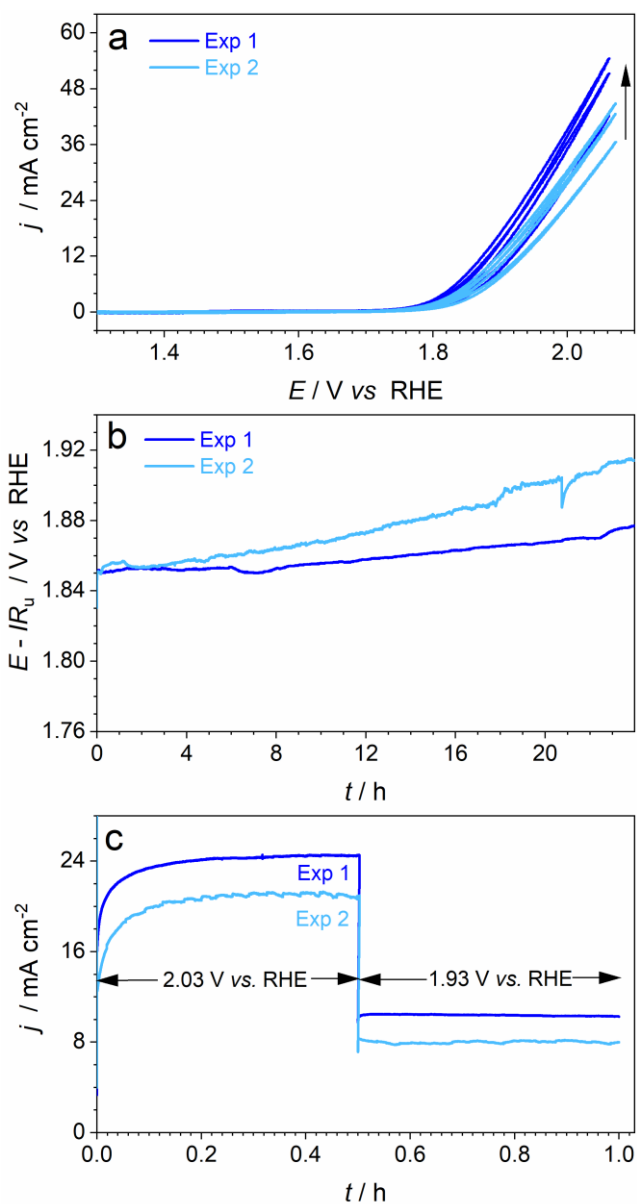 a
Exp 1
Exp 2
60
48
36
24
12
0
j / mA cm⁻²
1.4
1.6
1.8
2.0
E / V vs RHE
b
Exp 1
Exp 2
1.92
1.88
1.84
1.80
1.76
E - IRᵤ / V vs RHE
0
4
8
12
16
20
t / h
c
24
16
8
0
j / mA cm⁻²
Exp 1
Exp 2
2.03 V vs. RHE
1.93 V vs. RHE
0.0
0.2
0.4
0.6
0.8
1.0
t / h